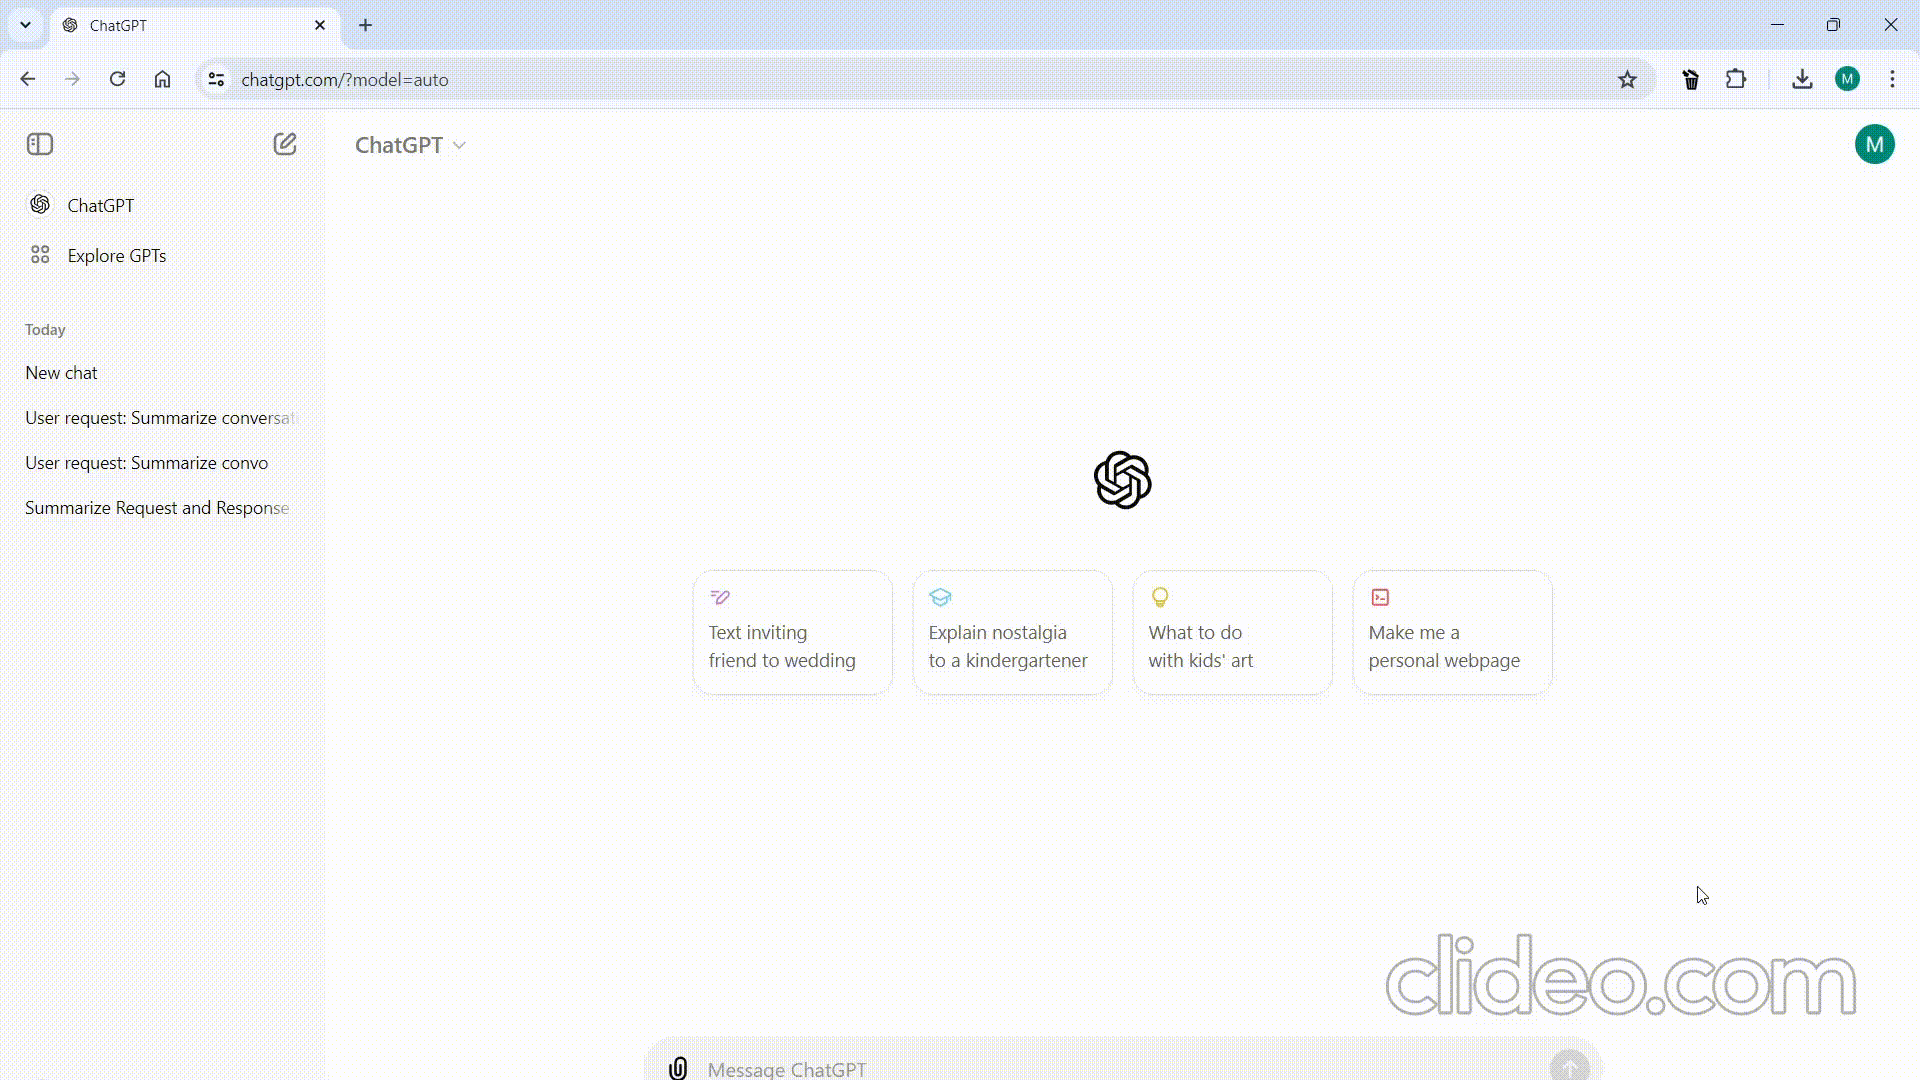 ChatGPT
chatgpt.com/?model=auto
M
ChatGPT
M
ChatGPT
Explore GPTs
Today
New chat
User request: Summarize conversat
User request: Summarize convo
Summarize Request and Response
Text inviting
friend to wedding
Explain nostalgia
to a kindergartener
What to do
with kids' art
Make me a
personal webpage
clideo.com
Message ChatGPT